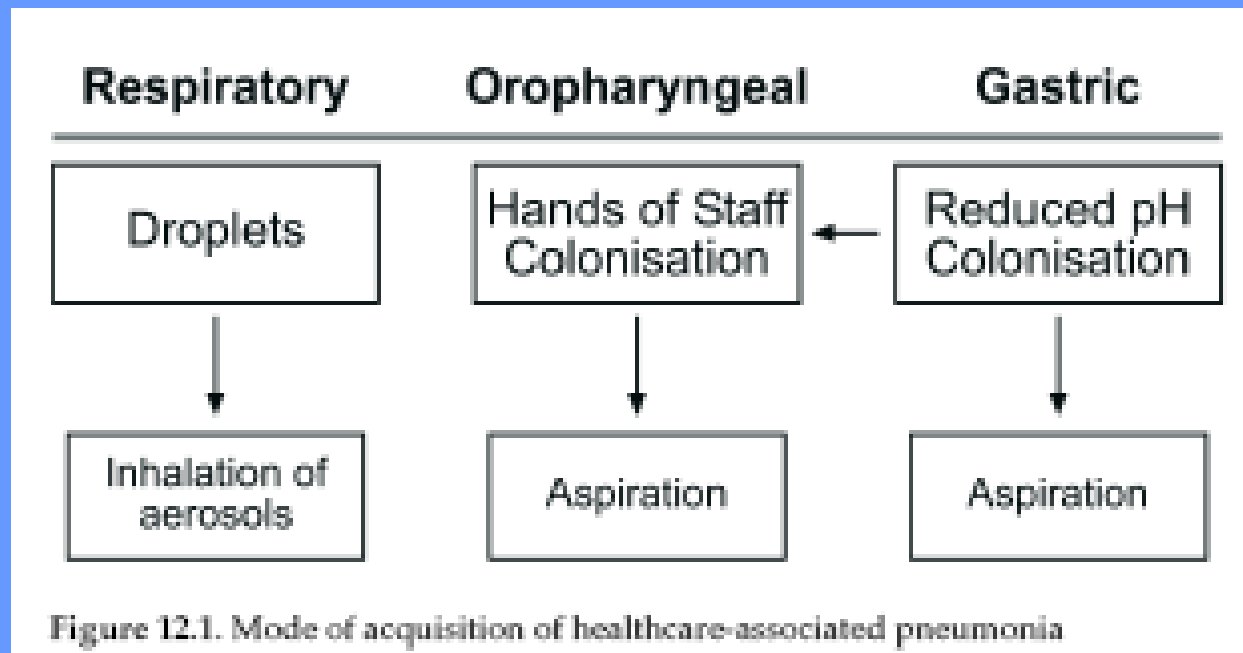 Respiratory Oropharyngeal Gastric
Droplets
Hands of Staff
Colonisation
Reduced pH
Colonisation
Inhalation of
aerosols
Aspiration
Aspiration
Figure 12.1. Mode of acquisition of healthcare-associated pneumonia